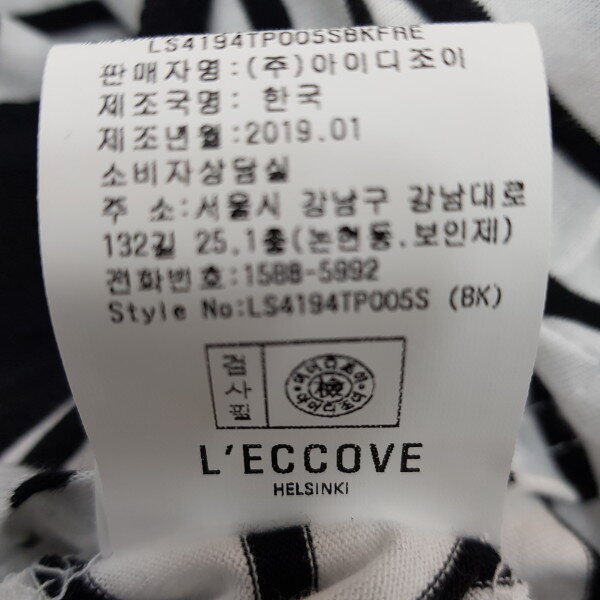 LS4194TP005SBKFRE
판매자명:(주)아이디조이
제조국명: 한국
제조년월:2019.01
소비자상담실
주 소:서울시 강남구 강남대로
132길 25.1층(논현동.보인제)
전화번호:1588-5992
Style No:LS4194TP005S (BK)
검사필
檢
L'ECCOVE
HELSINKI